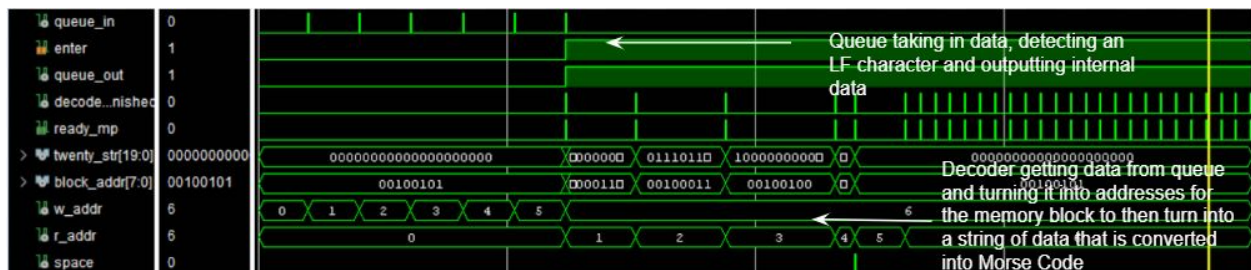 queue_in 0
enter 1
queue_out 1
decode...nished 0
ready_mp 0
twenty_str[19:0] 0000000000 00000000000000000000 000000 0111011 1000000000 00000000000000000000
block_addr[7:0] 00100101 00100101 00011 00100011 00100100
w_addr 6 0 1 2 3 4 5 6
r_addr 6 0 1 2 3 4 5
space 0
Queue taking in data, detecting an
LF character and outputting internal
data
Decoder getting data from queue
and turning it into addresses for
the memory block to then turn into
a string of data that is converted
into Morse Code